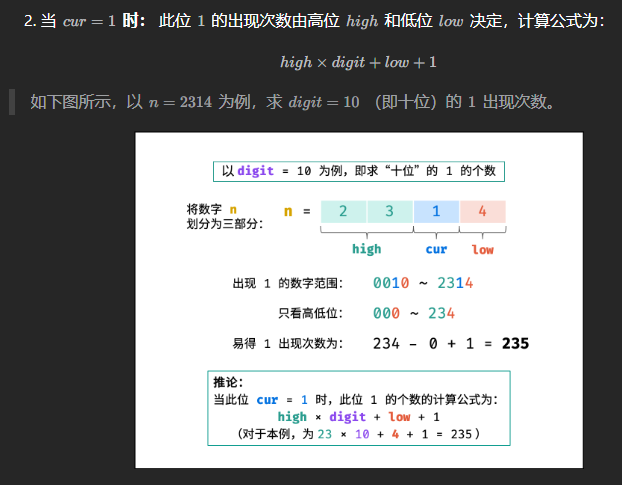 2. 当 cur = 1 时： 此位 1 的出现次数由高位 high 和低位 low 决定，计算公式为：
high × digit + low + 1
如下图所示，以 n = 2314 为例，求 digit = 10 （即十位）的 1 出现次数。
以 digit = 10 为例，即求“十位”的 1 的个数
将数字 n
划分为三部分：
n = 2 3 1 4
high cur low
出现 1 的数字范围： 0010 ~ 2314
只看高低位： 000 ~ 234
易得 1 出现次数为： 234 - 0 + 1 = 235
推论：
当此位 cur = 1 时，此位 1 的个数的计算公式为：
high × digit + low + 1
（对于本例，为 23 × 10 + 4 + 1 = 235）